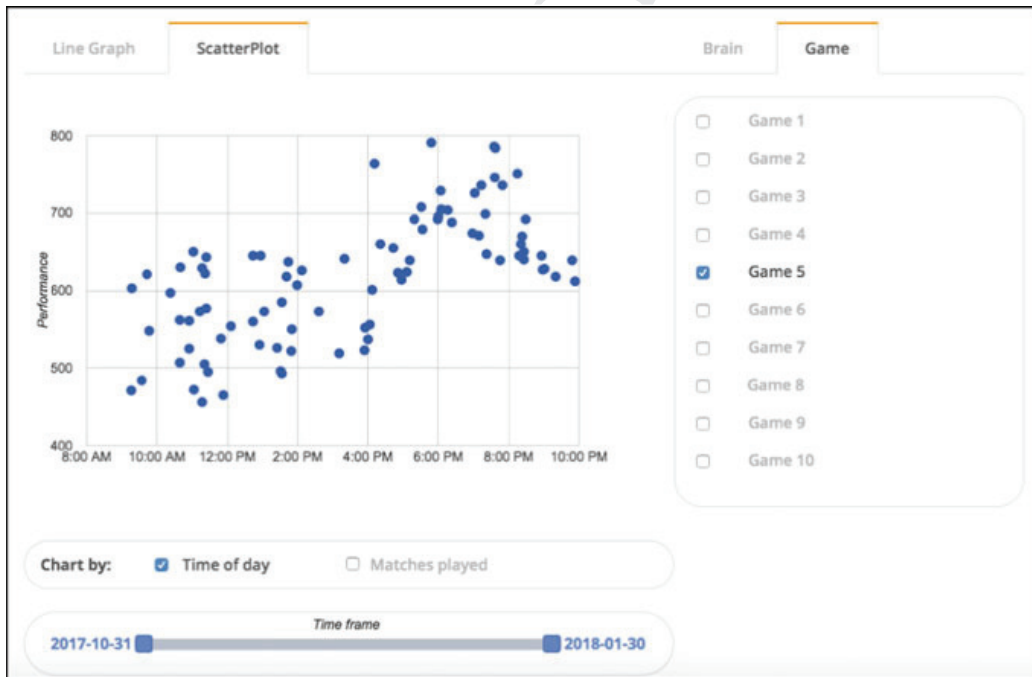 Line Graph
ScatterPlot
Brain
Game
800
700
600
500
400
Performance
8:00 AM 10:00 AM 12:00 PM 2:00 PM 4:00 PM 6:00 PM 8:00 PM 10:00 PM
Game 1
Game 2
Game 3
Game 4
Game 5
Game 6
Game 7
Game 8
Game 9
Game 10
Chart by: Time of day Matches played
Time frame
2017-10-31 2018-01-30